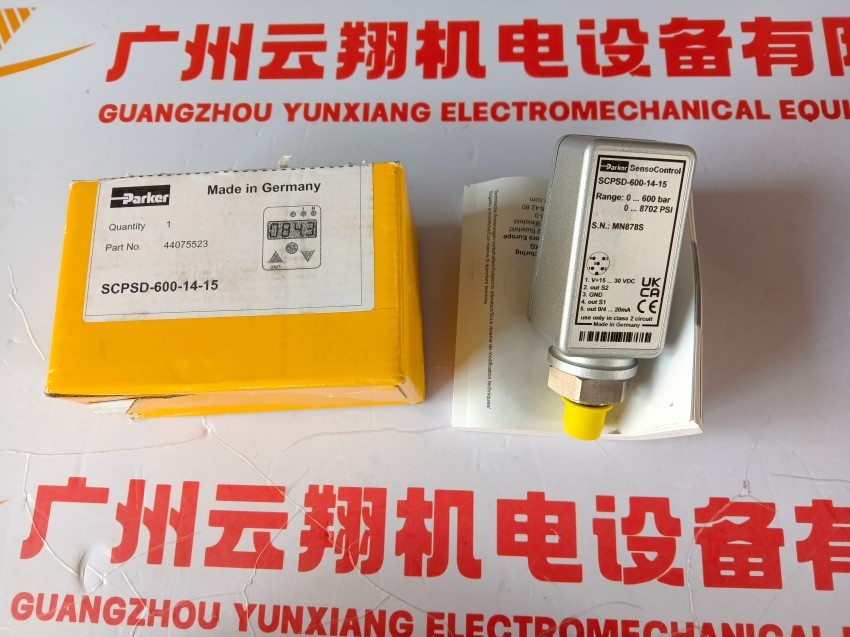 广州云翔机电设备有限
GUANGZHOU YUNXIANG ELECTROMECHANICAL EQUI
Parker
Made in Germany
Quantity 1
Part No. 44075523
0843
SCPSD-600-14-15
Parker SensoControl
SCPSD-600-14-15
Range: 0 ... 600 bar
0 ... 8702 PSI
S.N.: MN878S
1. V+15 ... 30 VDC
2. out S2
3. GND
4. out S1
5. out 0/4 ... 20mA
use only in class 2 circuit
Made in Germany
UK
CA
CE
广州云翔机电设备有限
GUANGZHOU YUNXIANG ELECTROMECHANICAL EQUIP